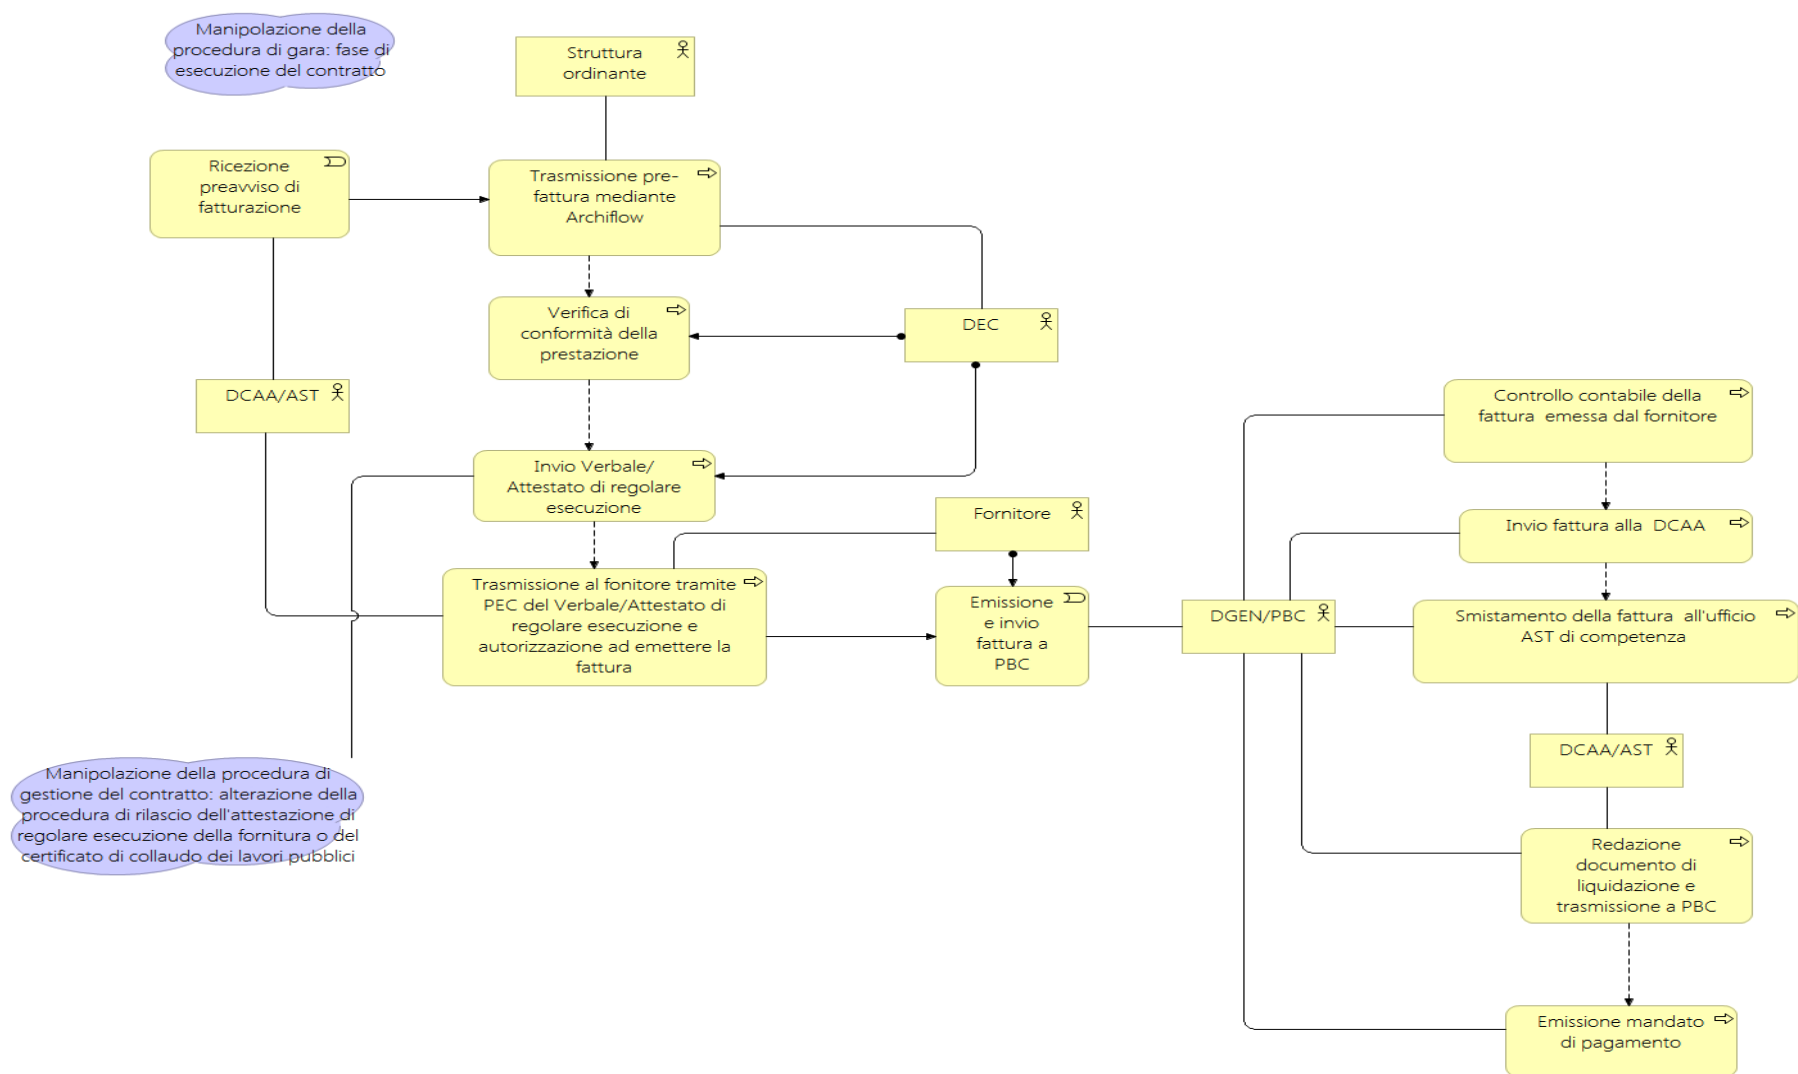 Manipolazione della
procedura di gara: fase di
esecuzione del contratto
Struttura
ordinante
Ricezione
preavviso di
fatturazione
Trasmissione pre-
fattura mediante
Archiflow
Verifica di
conformità della
prestazione
DEC
DCAA/AST
Invio Verbale/
Attestato di regolare
esecuzione
Fornitore
Trasmissione al fonitore tramite
PEC del Verbale/Attestato di
regolare esecuzione e
autorizzazione ad emettere la
fattura
Emissione
e invio
fattura a
PBC
DGEN/PBC
Controllo contabile della
fattura emessa dal fornitore
Invio fattura alla DCAA
Smistamento della fattura all'ufficio
AST di competenza
DCAA/AST
Redazione
documento di
liquidazione e
trasmissione a PBC
Emissione mandato
di pagamento
Manipolazione della procedura di
gestione del contratto: alterazione della
procedura di rilascio dell'attestazione di
regolare esecuzione della fornitura o del
certificato di collaudo dei lavori pubblici